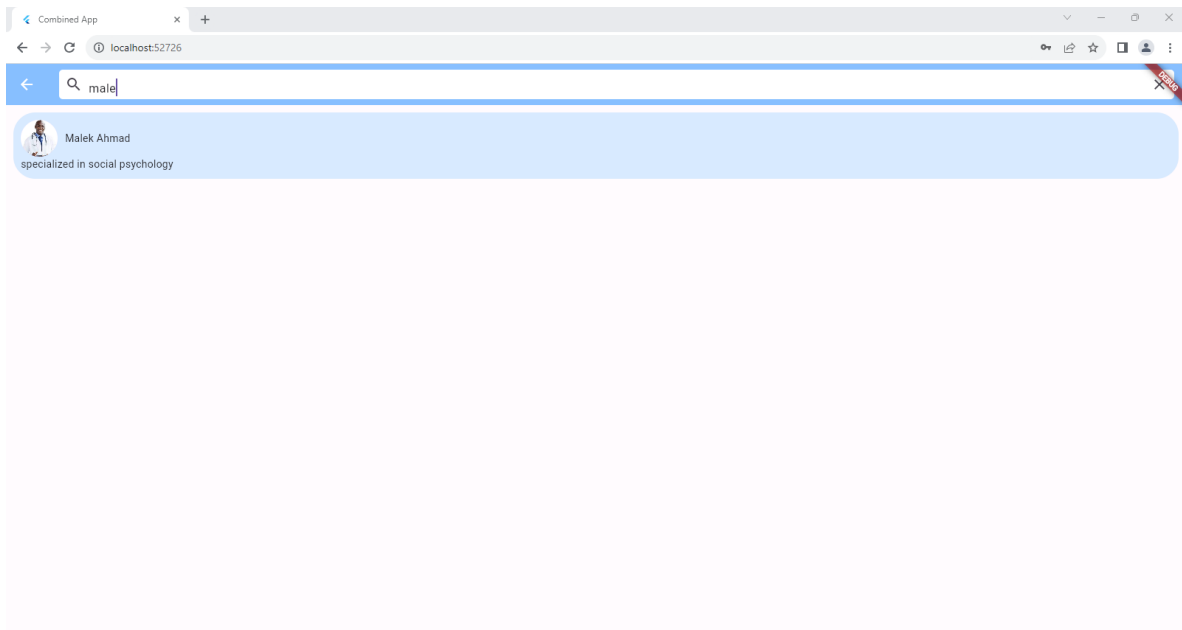 Combined App
localhost:52726
male
DEBUG
Malek Ahmad
specialized in social psychology